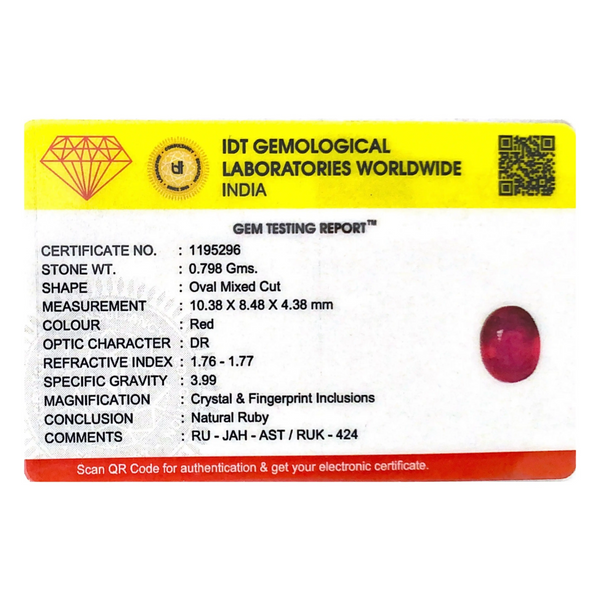 IDT GEMOLOGICAL
LABORATORIES WORLDWIDE
INDIA
GEM TESTING REPORT™
CERTIFICATE NO. : 1195296
STONE WT. : 0.798 Gms.
SHAPE : Oval Mixed Cut
MEASUREMENT : 10.38 X 8.48 X 4.38 mm
COLOUR : Red
OPTIC CHARACTER : DR
REFRACTIVE INDEX : 1.76 - 1.77
SPECIFIC GRAVITY : 3.99
MAGNIFICATION : Crystal & Fingerprint Inclusions
CONCLUSION : Natural Ruby
COMMENTS : RU - JAH - AST / RUK - 424
Scan QR Code for authentication & get your electronic certificate.